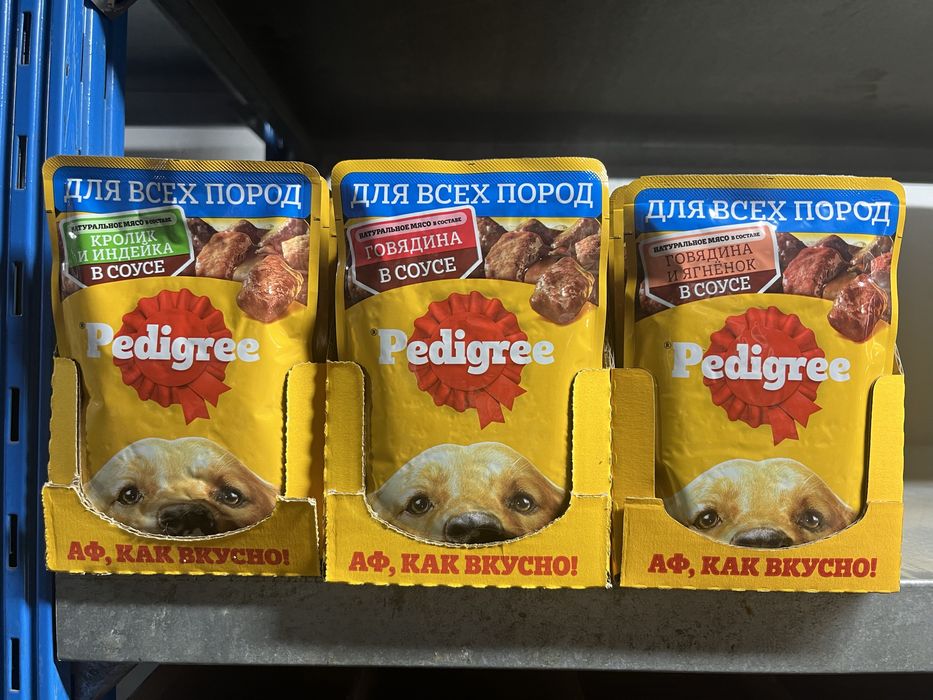 ДЛЯ ВСЕХ ПОРОД
НАТУРАЛЬНОЕ МЯСО В СОСТАВЕ
КРОЛИК
И ИНДЕЙКА
В СОУСЕ
®Pedigree
АФ, КАК ВКУСНО!
ДЛЯ ВСЕХ ПОРОД
НАТУРАЛЬНОЕ МЯСО В СОСТАВЕ
ГОВЯДИНА
В СОУСЕ
®Pedigree
АФ, КАК ВКУСНО!
ДЛЯ ВСЕХ ПОРОД
НАТУРАЛЬНОЕ МЯСО В СОСТАВЕ
ГОВЯДИНА
И ЯГНЁНОК
В СОУСЕ
®Pedigree
АФ, КАК ВКУСНО!